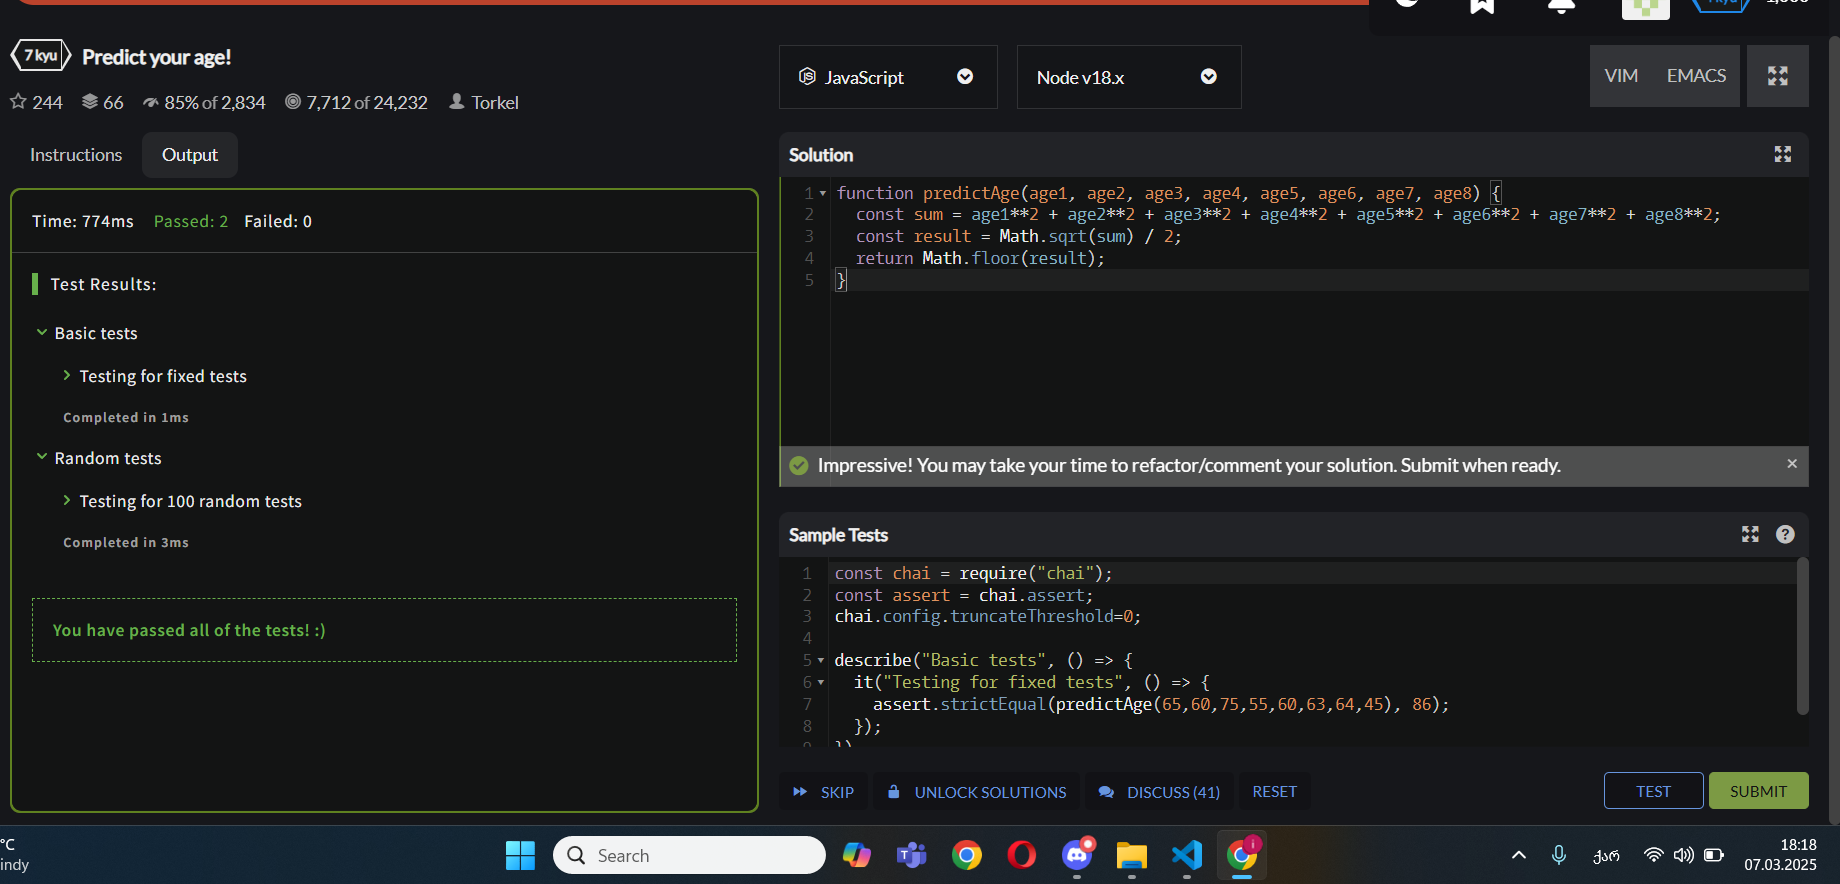 7 kyu Predict your age!
244 66 85% of 2,834 7,712 of 24,232 Torkel
Instructions Output
Time: 774ms Passed: 2 Failed: 0
Test Results:
Basic tests
Testing for fixed tests
Completed in 1ms
Random tests
Testing for 100 random tests
Completed in 3ms
You have passed all of the tests! :)
JavaScript Node v18.x VIM EMACS
Solution
1 function predictAge(age1, age2, age3, age4, age5, age6, age7, age8) {
2 const sum = age1**2 + age2**2 + age3**2 + age4**2 + age5**2 + age6**2 + age7**2 + age8**2;
3 const result = Math.sqrt(sum) / 2;
4 return Math.floor(result);
5 }
Impressive! You may take your time to refactor/comment your solution. Submit when ready.
Sample Tests
1 const chai = require("chai");
2 const assert = chai.assert;
3 chai.config.truncateThreshold=0;
4
5 describe("Basic tests", () => {
6 it("Testing for fixed tests", () => {
7 assert.strictEqual(predictAge(65,60,75,55,60,63,64,45), 86);
8 });
SKIP UNLOCK SOLUTIONS DISCUSS (41) RESET TEST SUBMIT
°C
indy
Search
ქარ
18:18
07.03.2025